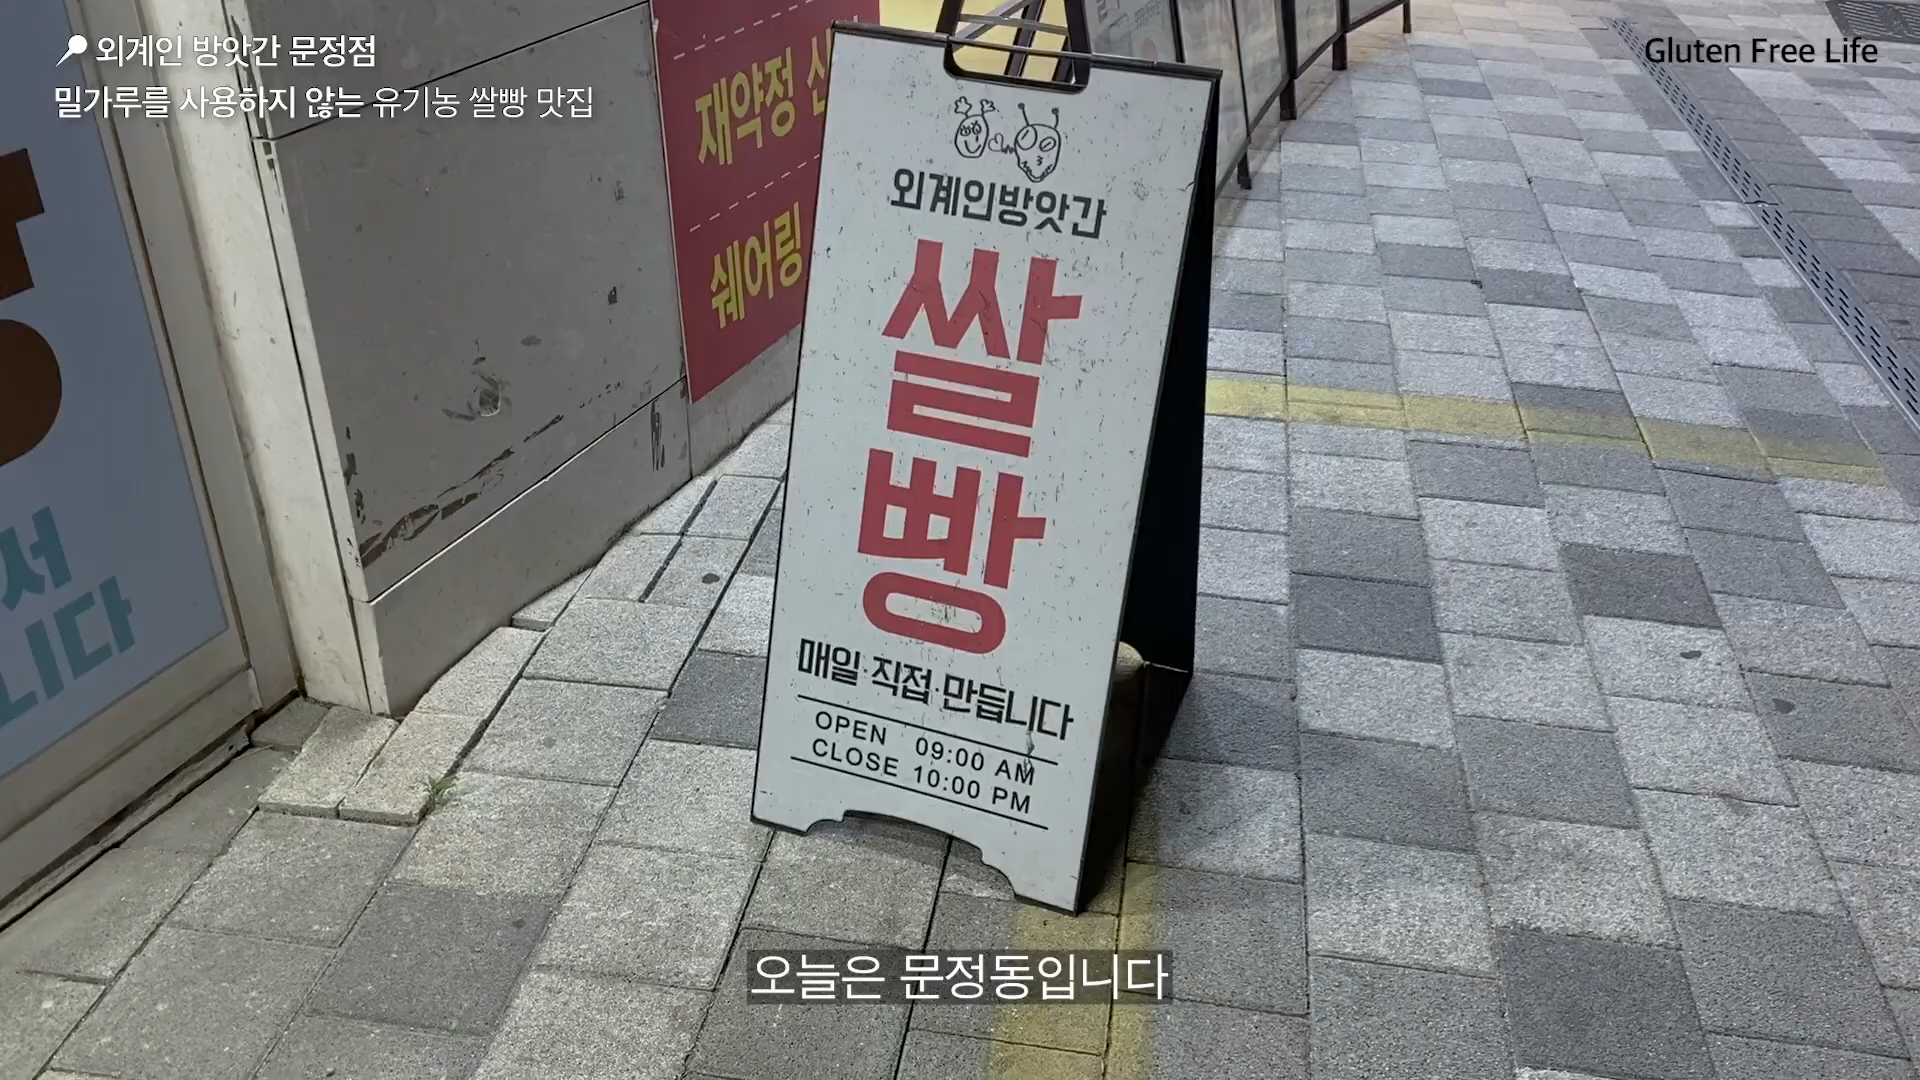 외계인 방앗간 문정점
밀가루를 사용하지 않는 유기농 쌀빵 맛집
Gluten Free Life
재약정
쉐어링
외계인방앗간
쌀
빵
매일·직접·만듭니다
OPEN 09:00 AM
CLOSE 10:00 PM
서
니다
오늘은 문정동입니다